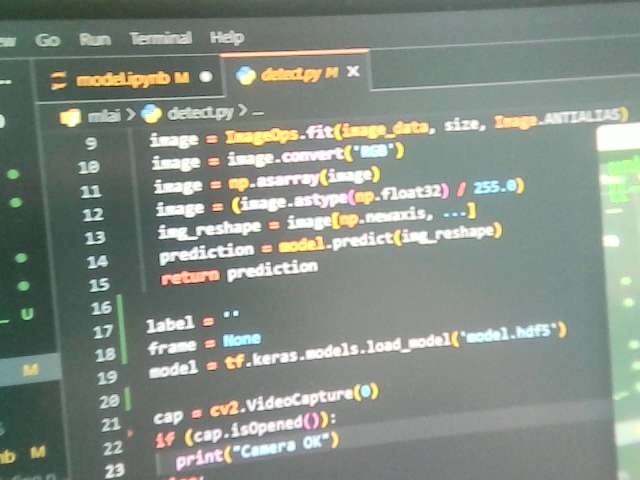 Go Run Terminal Help
model.ipynb M detect.py M ×
mlai > detect.py > ...
9 image = ImageOps.fit(image_data, size, Image.ANTIALIAS)
10 image = image.convert('RGB')
11 image = np.asarray(image)
12 image = (image.astype(np.float32) / 255.0)
13 img_reshape = image[np.newaxis, ...]
14 prediction = model.predict(img_reshape)
15 return prediction
16
17 label = ''
18 frame = None
19 model = tf.keras.models.load_model('model.hdf5')
20
21 cap = cv2.VideoCapture(0)
22 if (cap.isOpened()):
23 print("Camera OK")
U
M
M